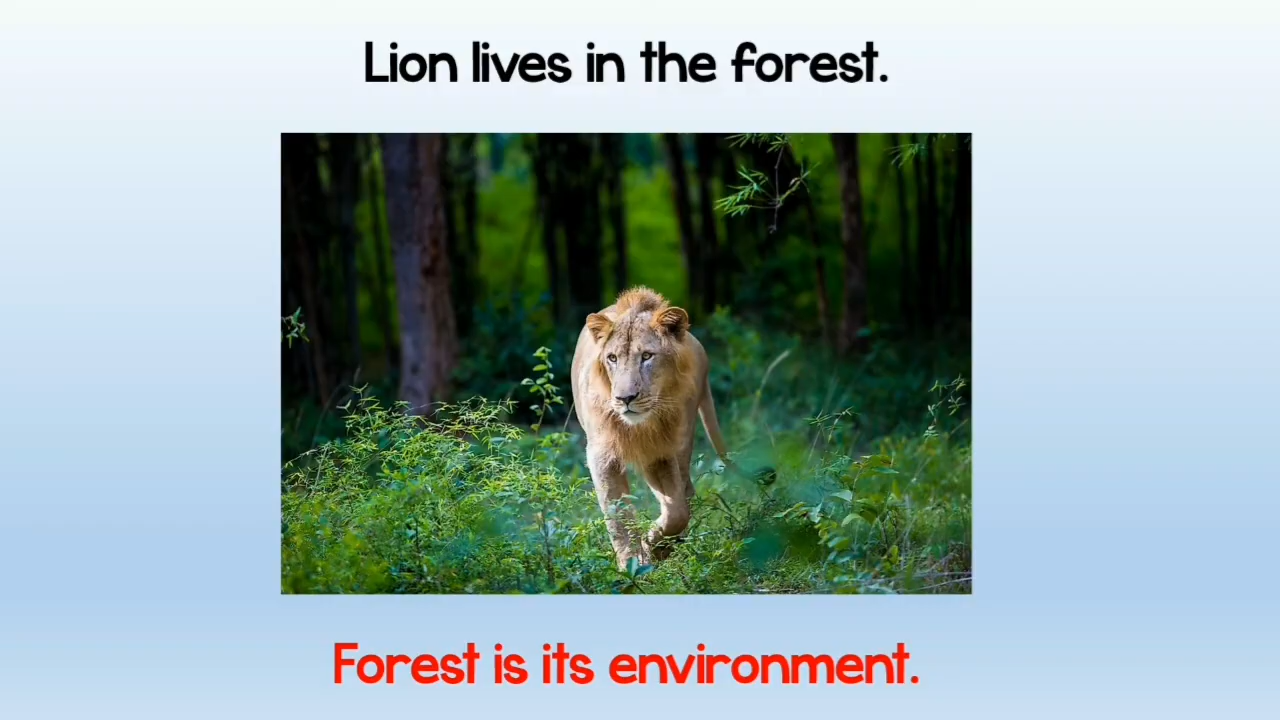 Lion lives in the forest.
Forest is its environment.